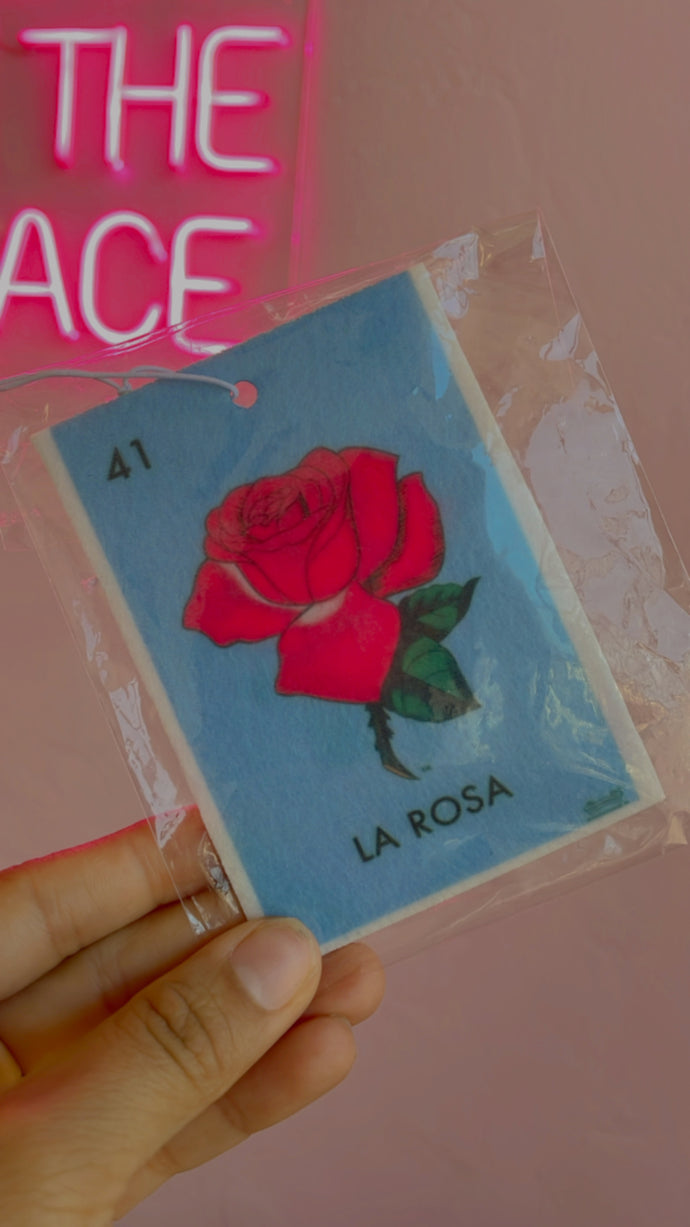 THE
ACE
41
LA ROSA